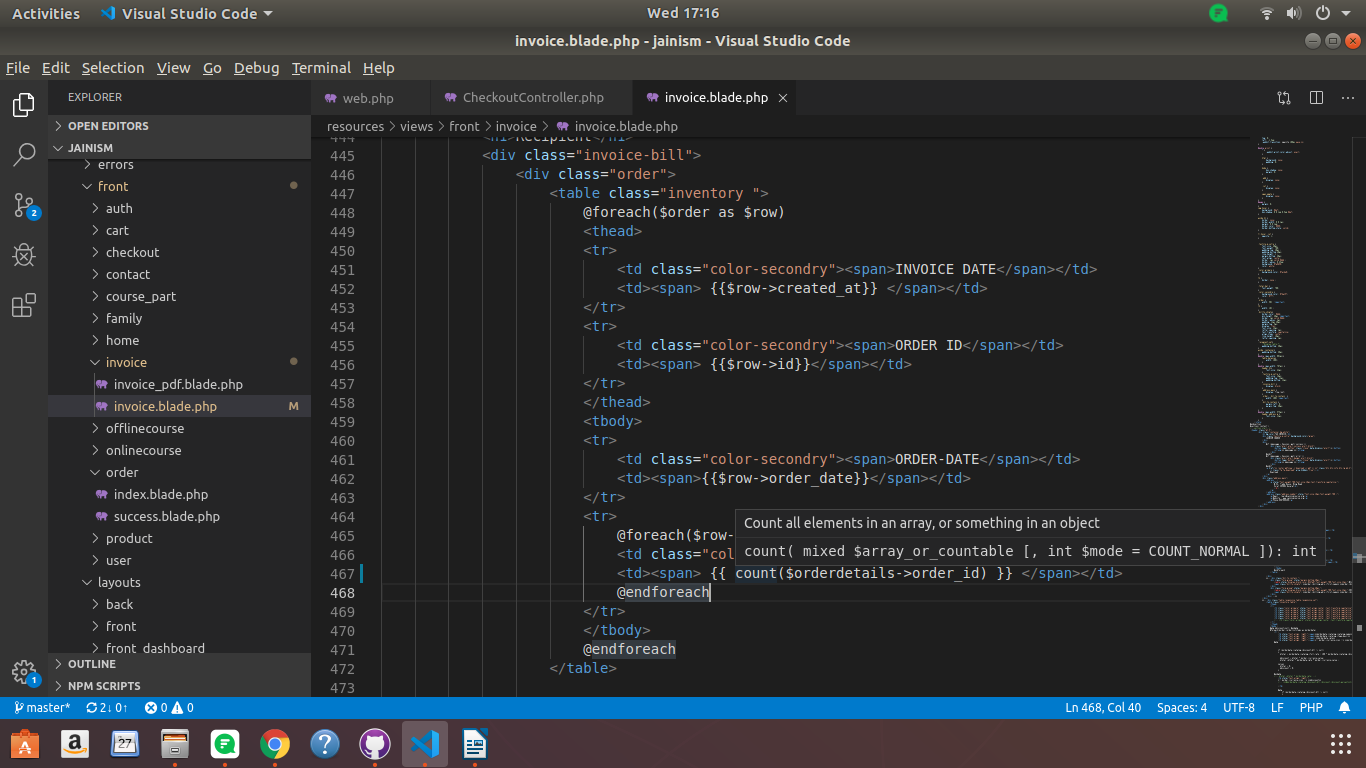 Activities Visual Studio Code Wed 17:16
invoice.blade.php - jainism - Visual Studio Code
File Edit Selection View Go Debug Terminal Help
EXPLORER
OPEN EDITORS
JAINISM
errors
front
auth
cart
checkout
contact
course_part
family
home
invoice
invoice_pdf.blade.php
invoice.blade.php M
offlinecourse
onlinecourse
order
index.blade.php
success.blade.php
product
user
layouts
back
front
front_dashboard
OUTLINE
NPM SCRIPTS
2
1
web.php CheckoutController.php invoice.blade.php
resources > views > front > invoice > invoice.blade.php
444 <h1>Recipient</h1>
445 <div class="invoice-bill">
446 <div class="order">
447 <table class="inventory ">
448 @foreach($order as $row)
449 <thead>
450 <tr>
451 <td class="color-secondry"><span>INVOICE DATE</span></td>
452 <td><span> {{$row->created_at}} </span></td>
453 </tr>
454 <tr>
455 <td class="color-secondry"><span>ORDER ID</span></td>
456 <td><span> {{$row->id}}</span></td>
457 </tr>
458 </thead>
459 <tbody>
460 <tr>
461 <td class="color-secondry"><span>ORDER-DATE</span></td>
462 <td><span>{{$row->order_date}}</span></td>
463 </tr>
464 <tr>
Count all elements in an array, or something in an object
465 @foreach($row-
count( mixed $array_or_countable [, int $mode = COUNT_NORMAL ]): int
466 <td class="col
467 <td><span> {{ count($orderdetails->order_id) }} </span></td>
468 @endforeach
469 </tr>
470 </tbody>
471 @endforeach
472 </table>
473
master* 2↓ 0↑ 0 0 Ln 468, Col 40 Spaces: 4 UTF-8 LF PHP
A a 27 ?